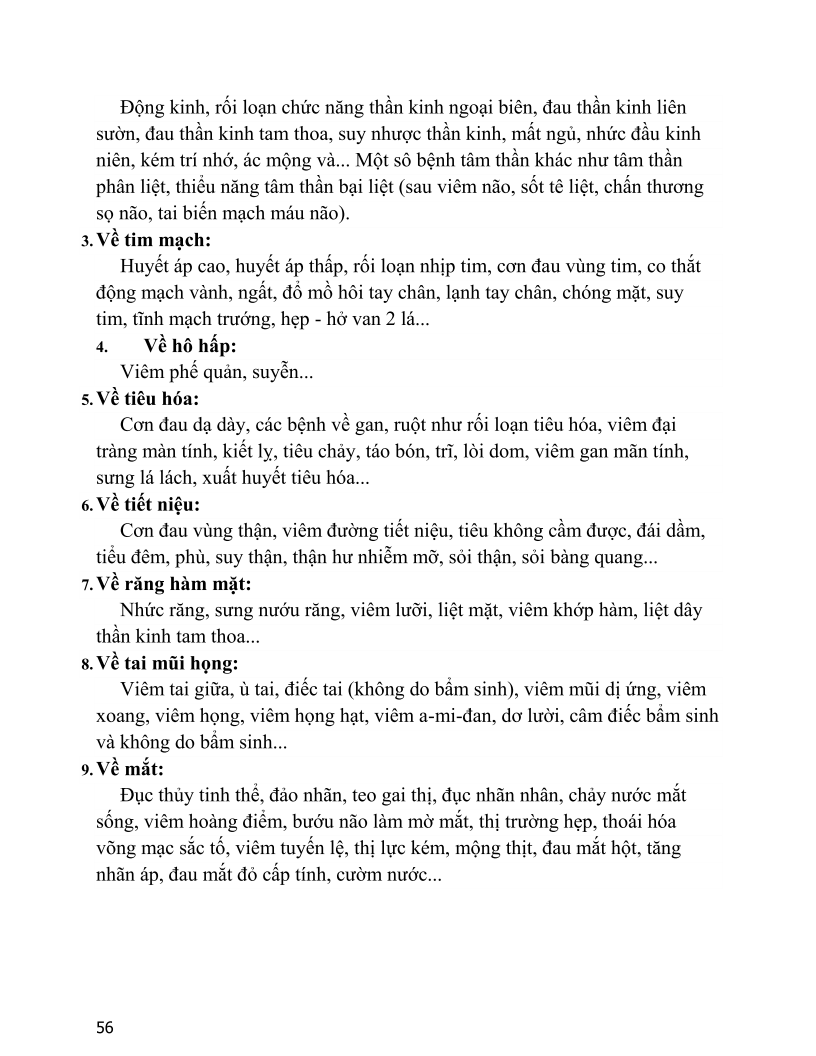 Động kinh, rối loạn chức năng thần kinh ngoại biên, đau thần kinh liên
sườn, đau thần kinh tam thoa, suy nhược thần kinh, mất ngủ, nhức đầu kinh
niên, kém trí nhớ, ác mộng và... Một sô bệnh tâm thần khác như tâm thần
phân liệt, thiểu năng tâm thần bại liệt (sau viêm não, sốt tê liệt, chấn thương
sọ não, tai biến mạch máu não).
3. Về tim mạch:
Huyết áp cao, huyết áp thấp, rối loạn nhịp tim, cơn đau vùng tim, co thắt
động mạch vành, ngất, đổ mồ hôi tay chân, lạnh tay chân, chóng mặt, suy
tim, tĩnh mạch trướng, hẹp - hở van 2 lá...
4. Về hô hấp:
Viêm phế quản, suyễn...
5. Về tiêu hóa:
Cơn đau dạ dày, các bệnh về gan, ruột như rối loạn tiêu hóa, viêm đại
tràng màn tính, kiết lỵ, tiêu chảy, táo bón, trĩ, lòi dom, viêm gan mãn tính,
sưng lá lách, xuất huyết tiêu hóa...
6. Về tiết niệu:
Cơn đau vùng thận, viêm đường tiết niệu, tiêu không cầm được, đái dầm,
tiểu đêm, phù, suy thận, thận hư nhiễm mỡ, sỏi thận, sỏi bàng quang...
7. Về răng hàm mặt:
Nhức răng, sưng nướu răng, viêm lưỡi, liệt mặt, viêm khớp hàm, liệt dây
thần kinh tam thoa...
8. Về tai mũi họng:
Viêm tai giữa, ù tai, điếc tai (không do bẩm sinh), viêm mũi dị ứng, viêm
xoang, viêm họng, viêm họng hạt, viêm a-mi-đan, dơ lười, câm điếc bẩm sinh
và không do bẩm sinh...
9. Về mắt:
Đục thủy tinh thể, đảo nhãn, teo gai thị, đục nhãn nhân, chảy nước mắt
sống, viêm hoàng điểm, bướu não làm mờ mắt, thị trường hẹp, thoái hóa
võng mạc sắc tố, viêm tuyến lệ, thị lực kém, mộng thịt, đau mắt hột, tăng
nhãn áp, đau mắt đỏ cấp tính, cườm nước...
56